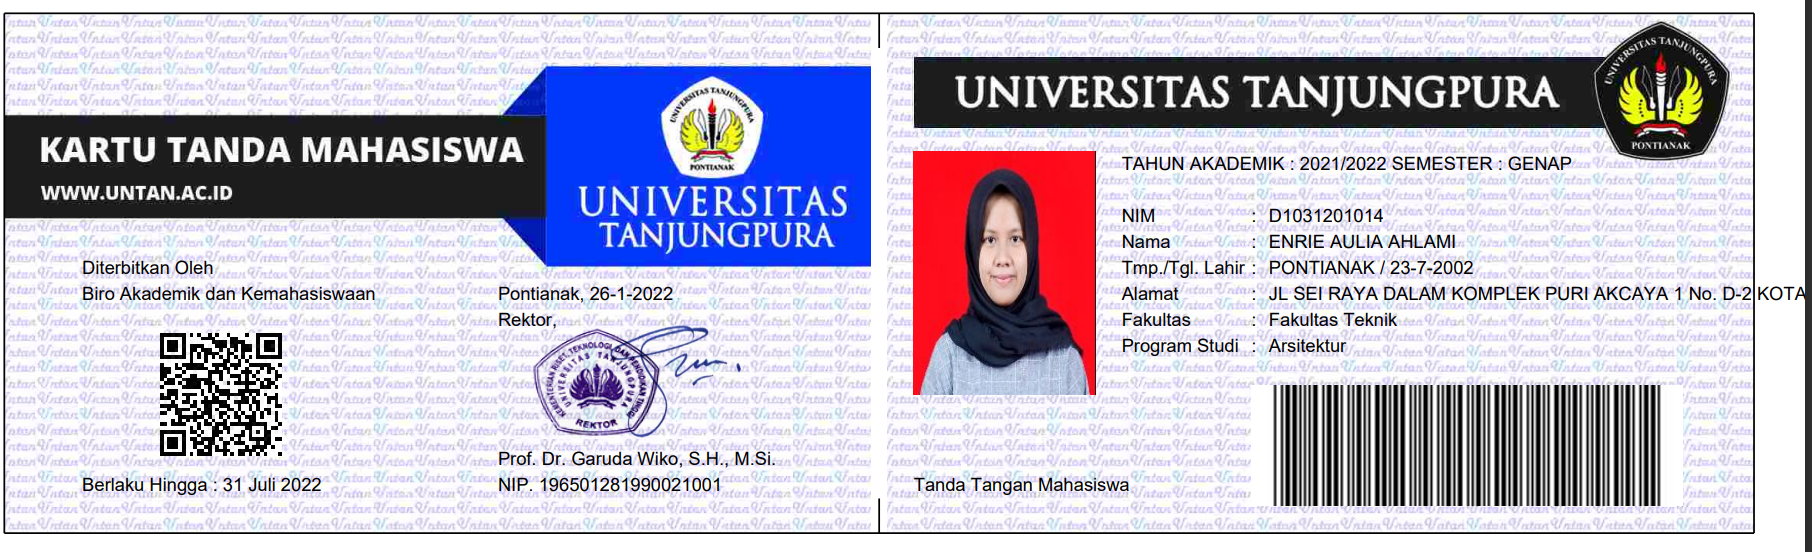 KARTU TANDA MAHASISWA
WWW.UNTAN.AC.ID
UNIVERSITAS TANJUNGPURA
PONTIANAK
UNIVERSITAS
TANJUNGPURA
Diterbitkan Oleh
Biro Akademik dan Kemahasiswaan
Pontianak, 26-1-2022
Rektor,
KEMENTERIAN RISET, TEKNOLOGI DAN PENDIDIKAN TINGGI
UNIVERSITAS TANJUNGPURA
REKTOR
Prof. Dr. Garuda Wiko, S.H., M.Si.
NIP. 196501281990021001
Berlaku Hingga : 31 Juli 2022
UNIVERSITAS TANJUNGPURA
UNIVERSITAS TANJUNGPURA
PONTIANAK
TAHUN AKADEMIK : 2021/2022 SEMESTER : GENAP
NIM : D1031201014
Nama : ENRIE AULIA AHLAMI
Tmp./Tgl. Lahir : PONTIANAK / 23-7-2002
Alamat : JL SEI RAYA DALAM KOMPLEK PURI AKCAYA 1 No. D-2 KOTA
Fakultas : Fakultas Teknik
Program Studi : Arsitektur
Tanda Tangan Mahasiswa